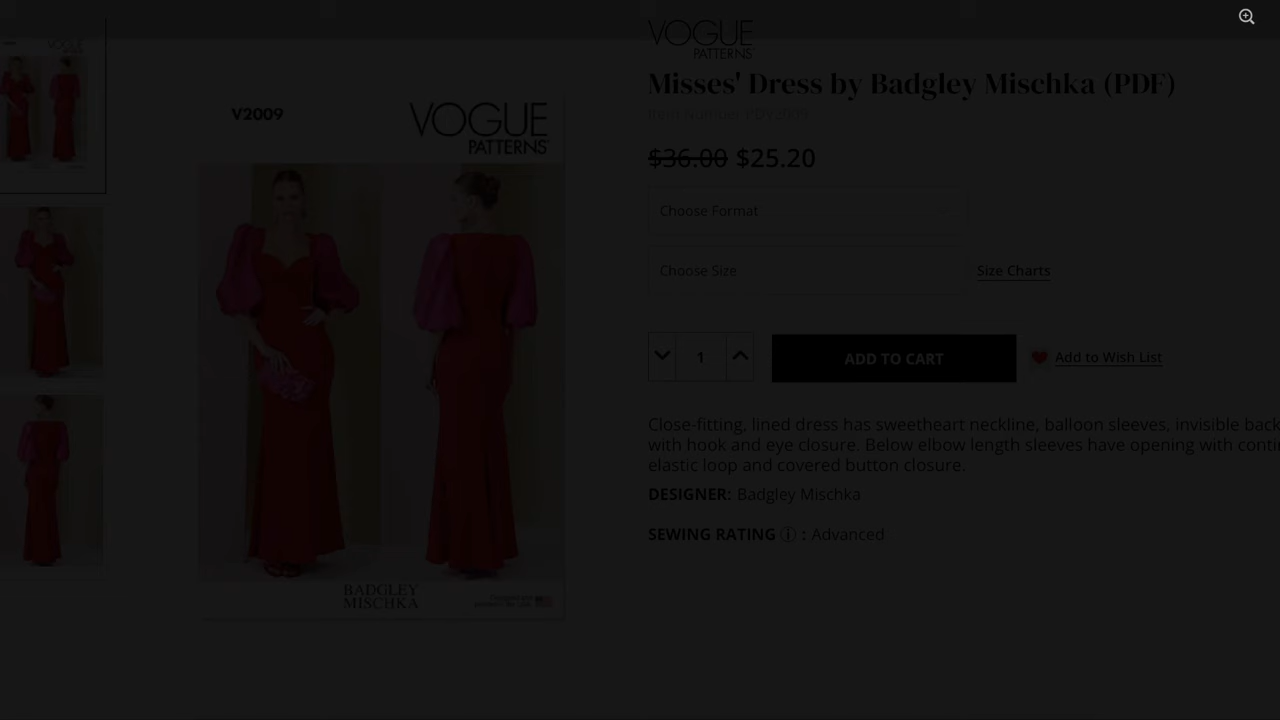 VOGUE
PATTERNS
Misses' Dress by Badgley Mischka (PDF)
Item Number PDV2009
$36.00 $25.20
Choose Format
Choose Size
Size Charts
1
ADD TO CART
Add to Wish List
Close-fitting, lined dress has sweetheart neckline, balloon sleeves, invisible back
with hook and eye closure. Below elbow length sleeves have opening with conti
elastic loop and covered button closure.
DESIGNER: Badgley Mischka
SEWING RATING ⓘ : Advanced
V2009
VOGUE
PATTERNS
BADGLEY
MISCHKA